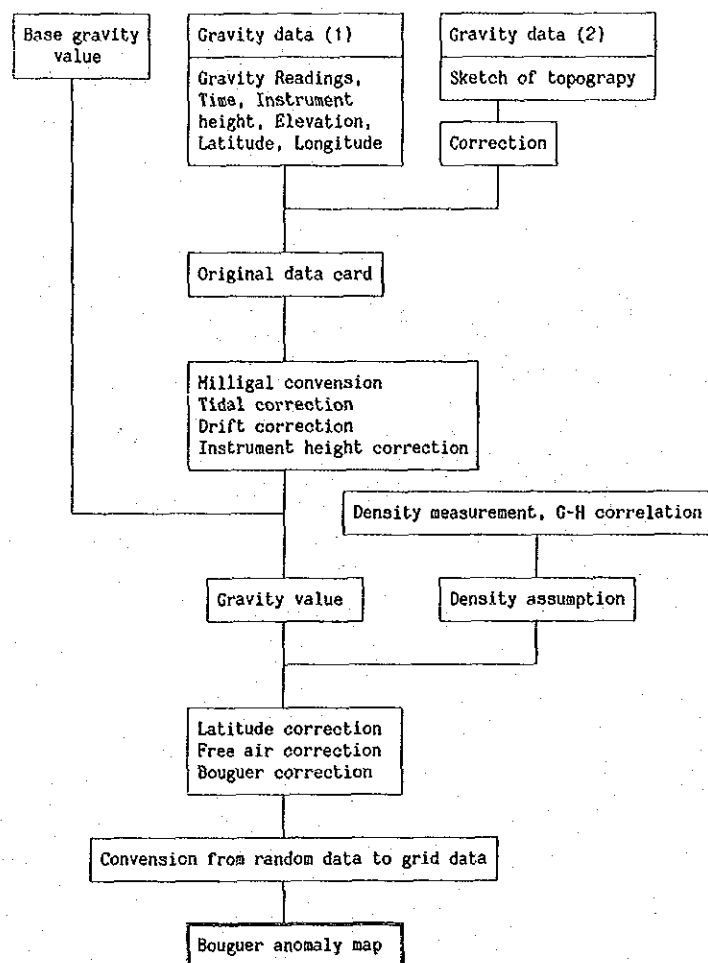 Base gravity
value
Gravity data (1)
Gravity Readings,
Time, Instrument
height, Elevation,
Latitude, Longitude
Gravity data (2)
Sketch of topograpy
Correction
Original data card
Milligal convension
Tidal correction
Drift correction
Instrument height correction
Density measurement, G-H correlation
Gravity value
Density assumption
Latitude correction
Free air correction
Bouguer correction
Convension from random data to grid data
Bouguer anomaly map